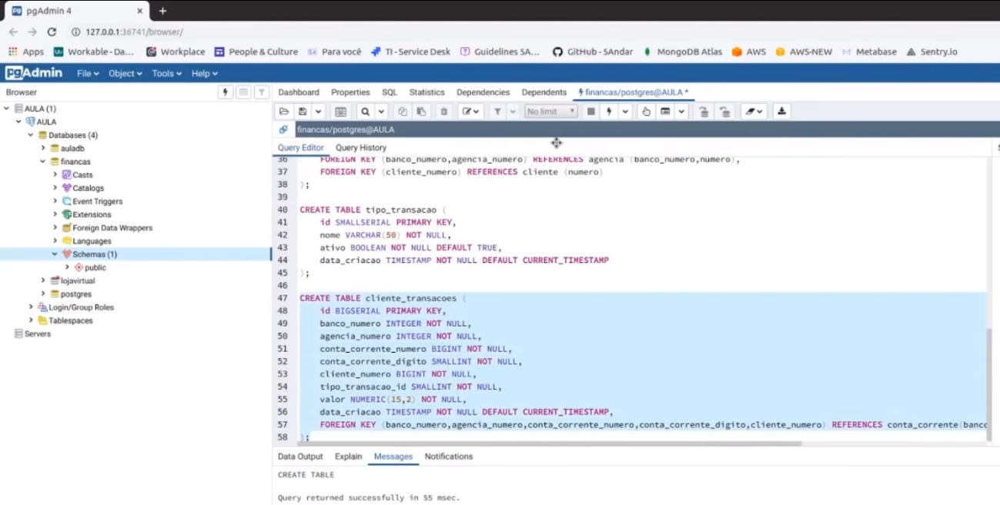 pgAdmin 4
127.0.0.1:36741/browser/
Apps Workable - Da... Workplace People & Culture Para você TI - Service Desk Guidelines 5A... GitHub - 5Andar MongoDB Atlas AWS AWS-NEW Metabase Sentry.io
pgAdmin File Object Tools Help
Browser
AULA (1)
AULA
Databases (4)
auladb
financas
Casts
Catalogs
Event Triggers
Extensions
Foreign Data Wrappers
Languages
Schemas (1)
public
lojavirtual
postgres
Login/Group Roles
Tablespaces
Servers
Dashboard Properties SQL Statistics Dependencies Dependents financas/postgres@AULA *
No limit
financas/postgres@AULA
Query Editor Query History
36 FOREIGN KEY (banco_numero,agencia_numero) REFERENCES agencia (banco_numero,numero),
37 FOREIGN KEY (cliente_numero) REFERENCES cliente (numero)
38 );
39
40 CREATE TABLE tipo_transacao (
41 id SMALLSERIAL PRIMARY KEY,
42 nome VARCHAR(50) NOT NULL,
43 ativo BOOLEAN NOT NULL DEFAULT TRUE,
44 data_criacao TIMESTAMP NOT NULL DEFAULT CURRENT_TIMESTAMP
45 );
46
47 CREATE TABLE cliente_transacoes (
48 id BIGSERIAL PRIMARY KEY,
49 banco_numero INTEGER NOT NULL,
50 agencia_numero INTEGER NOT NULL,
51 conta_corrente_numero BIGINT NOT NULL,
52 conta_corrente_digito SMALLINT NOT NULL,
53 cliente_numero BIGINT NOT NULL,
54 tipo_transacao_id SMALLINT NOT NULL,
55 valor NUMERIC(15,2) NOT NULL,
56 data_criacao TIMESTAMP NOT NULL DEFAULT CURRENT_TIMESTAMP,
57 FOREIGN KEY (banco_numero,agencia_numero,conta_corrente_numero,conta_corrente_digito,cliente_numero) REFERENCES conta_corrente(banco
58 );
Data Output Explain Messages Notifications
CREATE TABLE
Query returned successfully in 55 msec.